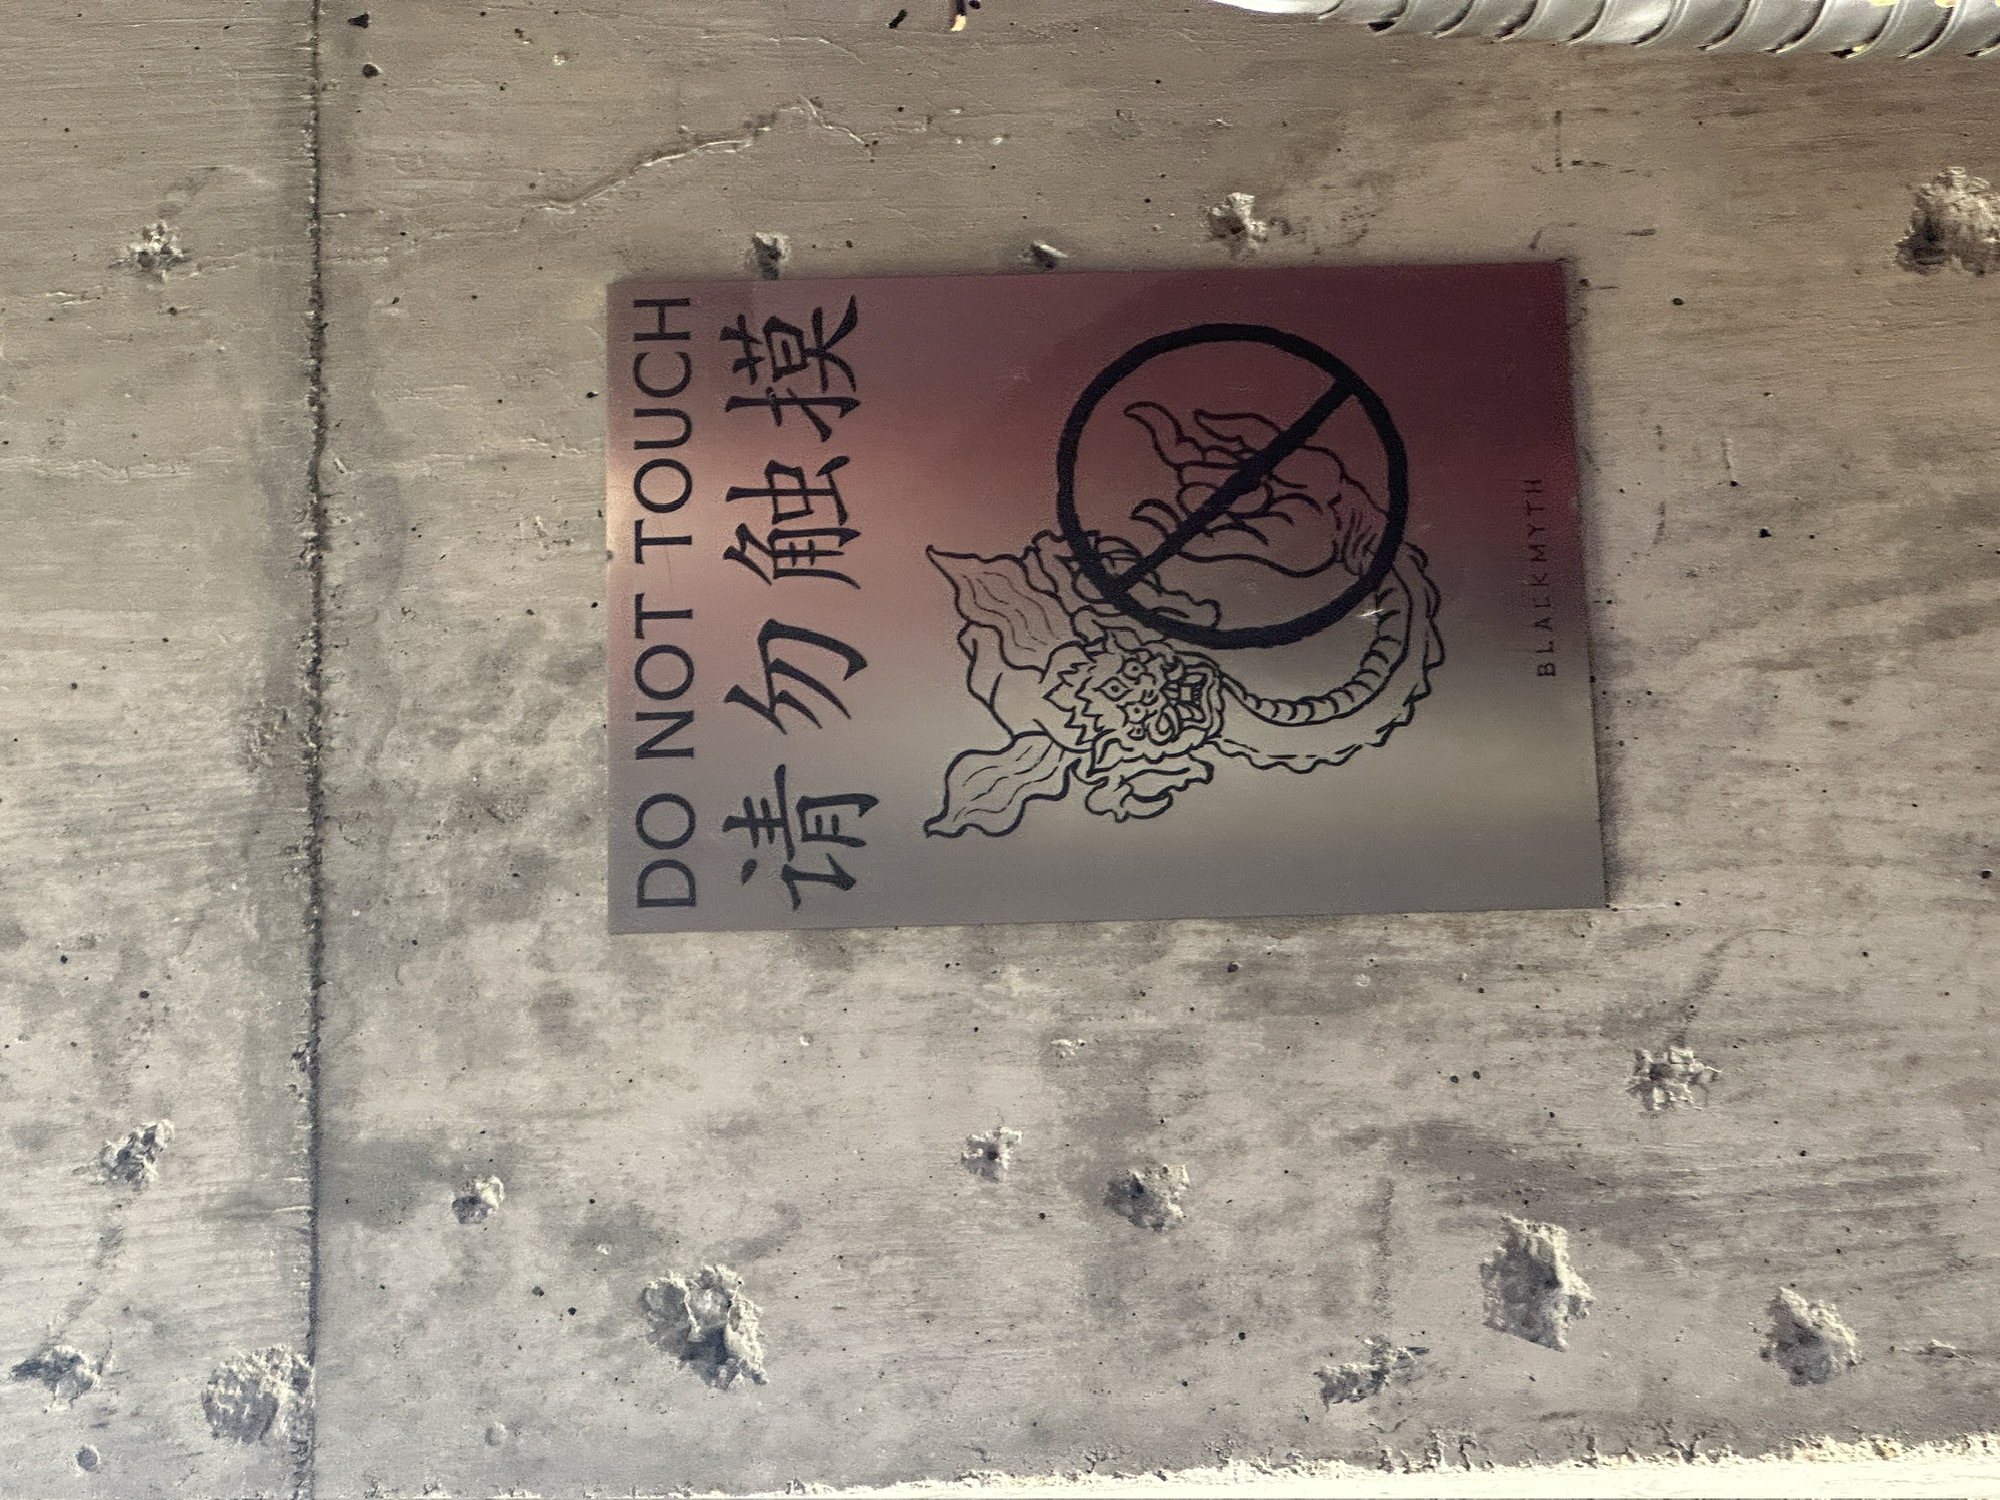 DO NOT TOUCH
请勿触摸
BLACKMYTH